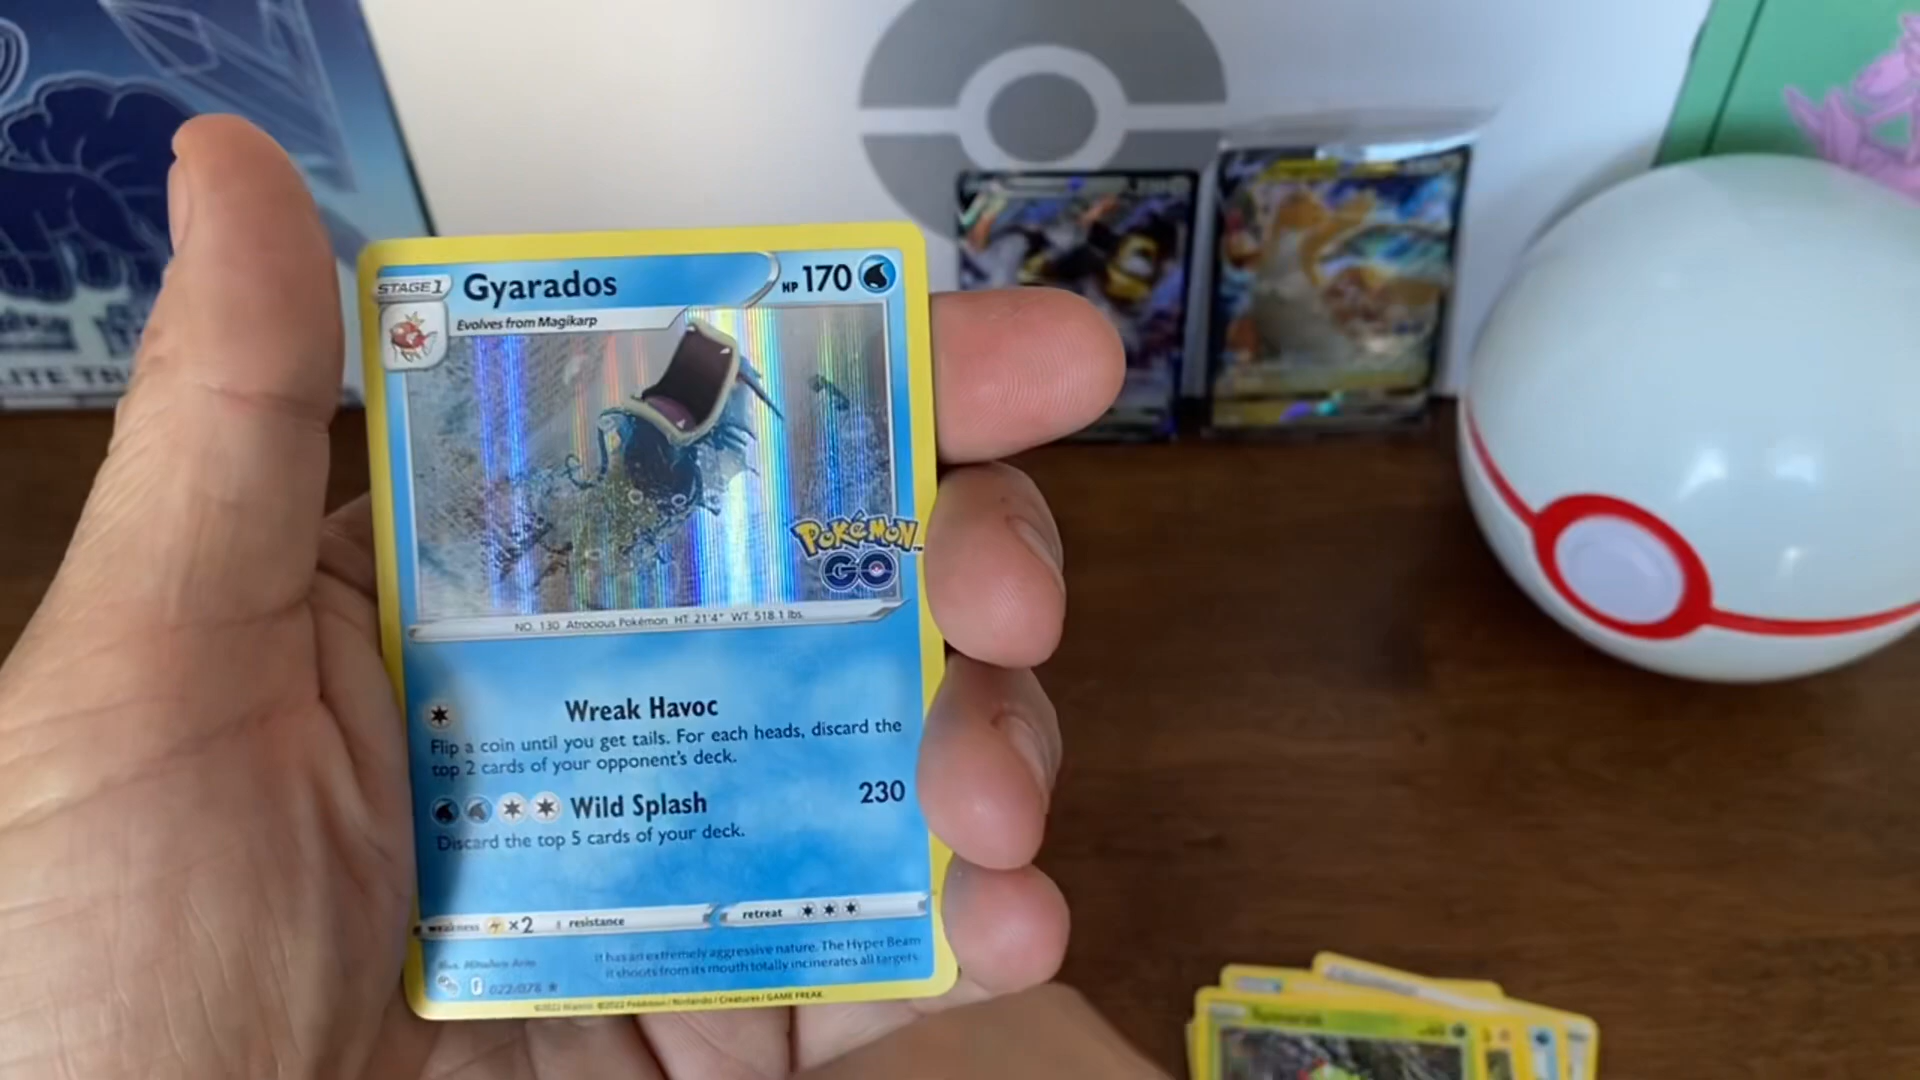 STAGE 1
Gyarados
HP 170
Evolves from Magikarp
POKÉMON
GO
NO. 130 Atrocious Pokémon HT. 21'4" WT. 518.1 lbs.
Wreak Havoc
Flip a coin until you get tails. For each heads, discard the
top 2 cards of your opponent's deck.
Wild Splash
230
Discard the top 5 cards of your deck.
weakness ×2 resistance
retreat
It has an extremely aggressive nature. The Hyper Beam
it shoots from its mouth totally incinerates all targets.
022/078
©2022 Pokémon / Nintendo / Creatures / GAME FREAK